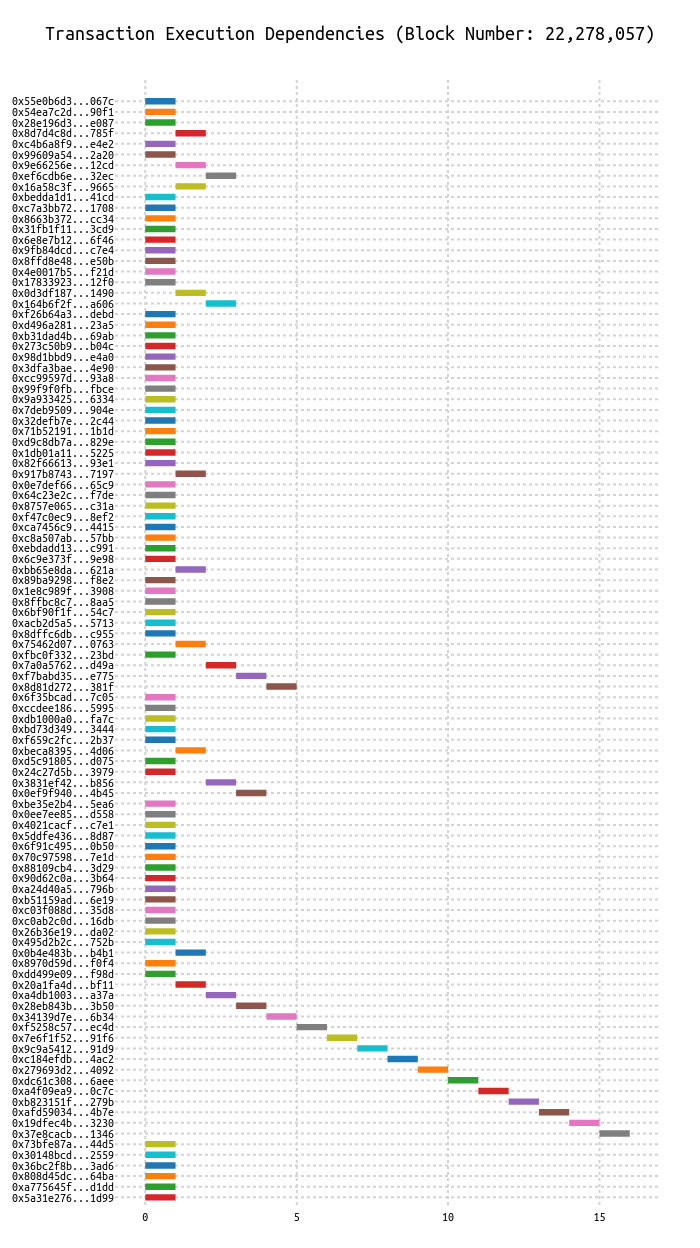 Transaction Execution Dependencies (Block Number: 22,278,057)
0x55e0b6d3...067c
0x54ea7c2d...90f1
0x28e196d3...e087
0x8d7d4c8d...785f
0xc4b6a8f9...e4e2
0x99609a54...2a20
0x9e66256e...12cd
0xef6cdb6e...32ec
0x16a58c3f...9665
0xbedda1d1...41cd
0xc7a3bb72...1708
0x8663b372...cc34
0x31fb1f11...3cd9
0x6e8e7b12...6f46
0x9fb84dcd...c7e4
0x8ffd8e48...e50b
0x4e0017b5...f21d
0x17833923...12f0
0x0d3df187...1490
0x164b6f2f...a606
0xf26b64a3...debd
0xd496a281...23a5
0xb31dad4b...69ab
0x273c50b9...b04c
0x98d1bbd9...e4a0
0x3dfa3bae...4e90
0xcc99597d...93a8
0x99f9f0fb...fbce
0x9a933425...6334
0x7deb9509...904e
0x32defb7e...2c44
0x71b52191...1b1d
0xd9c8db7a...829e
0x1db01a11...5225
0x82f66613...93e1
0x917b8743...7197
0x0e7def66...65c9
0x64c23e2c...f7de
0x8757e065...c31a
0xf47c0ec9...8ef2
0xca7456c9...4415
0xc8a507ab...57bb
0xebdadd13...c991
0x6c9e373f...9e98
0xbb65e8da...621a
0x89ba9298...f8e2
0x1e8c989f...3908
0x8ffbc8c7...8aa5
0x6bf90f1f...54c7
0xacb2d5a5...5713
0x8dffc6db...c955
0x75462d07...0763
0xfbc0f332...23bd
0x7a0a5762...d49a
0xf7babd35...e775
0x8d81d272...381f
0x6f35bcad...7c05
0xccdee186...5995
0xdb1000a0...fa7c
0xbd73d349...3444
0xf659c2fc...2b37
0xbeca8395...4d06
0xd5c91805...d075
0x24c27d5b...3979
0x3831ef42...b856
0x0ef9f940...4b45
0xbe35e2b4...5ea6
0x0ee7ee85...d558
0x4021cacf...c7e1
0x5ddfe436...8d87
0x6f91c495...0b50
0x70c97598...7e1d
0x88109cb4...3d29
0x90d62c0a...3b64
0xa24d40a5...796b
0xb51159ad...6e19
0xc03f088d...35d8
0xc0ab2c0d...16db
0x26b36e19...da02
0x495d2b2c...752b
0x0b4e483b...b4b1
0x8970d59d...f0f4
0xdd499e09...f98d
0x20a1fa4d...bf11
0xa4db1003...a37a
0x28eb843b...3b50
0x34139d7e...6b34
0xf5258c57...ec4d
0x7e6f1f52...91f6
0x9c9a5412...91d9
0xc184efdb...4ac2
0x279693d2...4092
0xdc61c308...6aee
0xa4f09ea9...0c7c
0xb823151f...279b
0xafd59034...4b7e
0x19dfec4b...3230
0x37e8cacb...1346
0x73bfe87a...44d5
0x30148bcd...2559
0x36bc2f8b...3ad6
0x808d45dc...64ba
0xa775645f...d1dd
0x5a31e276...1d99
0 5 10 15